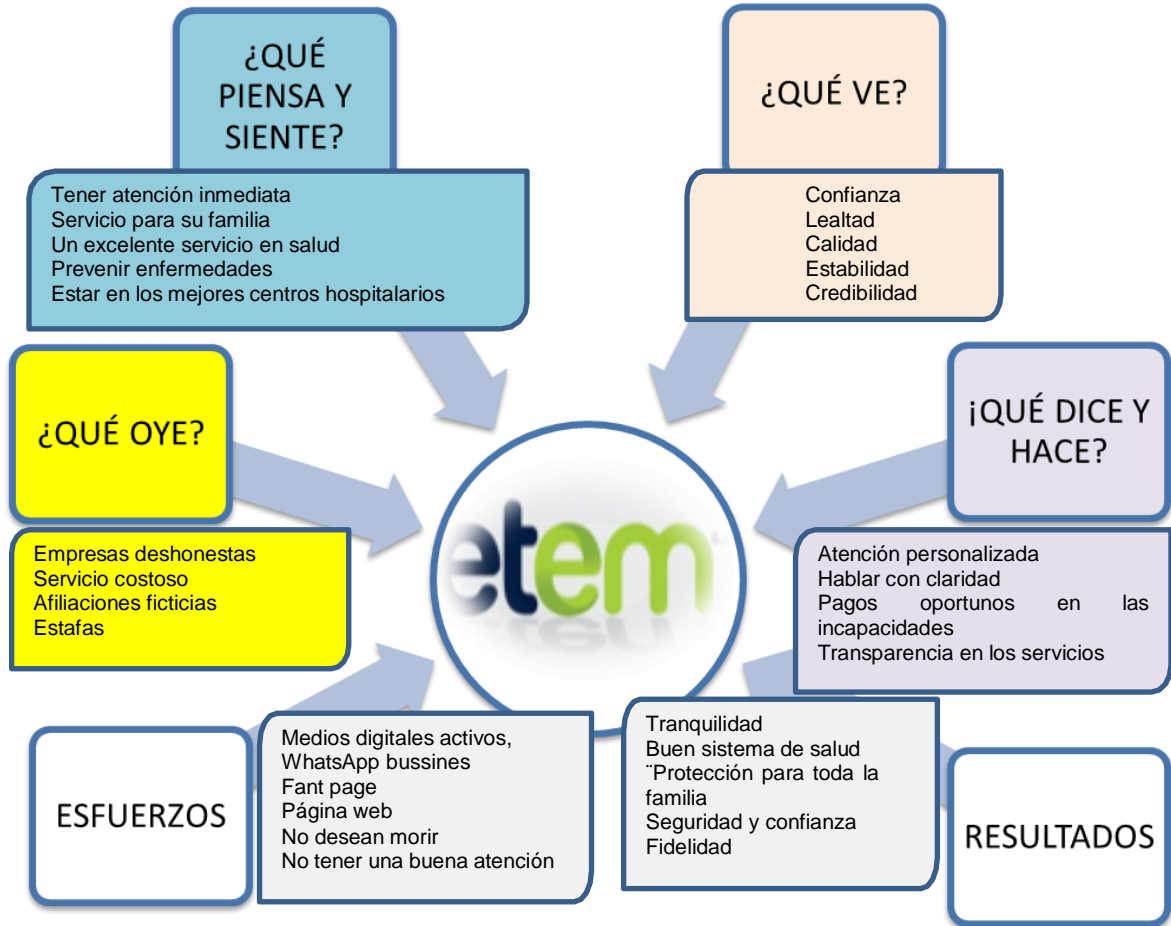 ¿QUÉ
PIENSA Y
SIENTE?
Tener atención inmediata
Servicio para su familia
Un excelente servicio en salud
Prevenir enfermedades
Estar en los mejores centros hospitalarios
¿QUÉ VE?
Confianza
Lealtad
Calidad
Estabilidad
Credibilidad
¿QUÉ OYE?
Empresas deshonestas
Servicio costoso
Afiliaciones ficticias
Estafas
etem
¡QUÉ DICE Y
HACE?
Atención personalizada
Hablar con claridad
Pagos oportunos en las
incapacidades
Transparencia en los servicios
ESFUERZOS
Medios digitales activos,
WhatsApp bussines
Fant page
Página web
No desean morir
No tener una buena atención
Tranquilidad
Buen sistema de salud
¨Protección para toda la
familia
Seguridad y confianza
Fidelidad
RESULTADOS